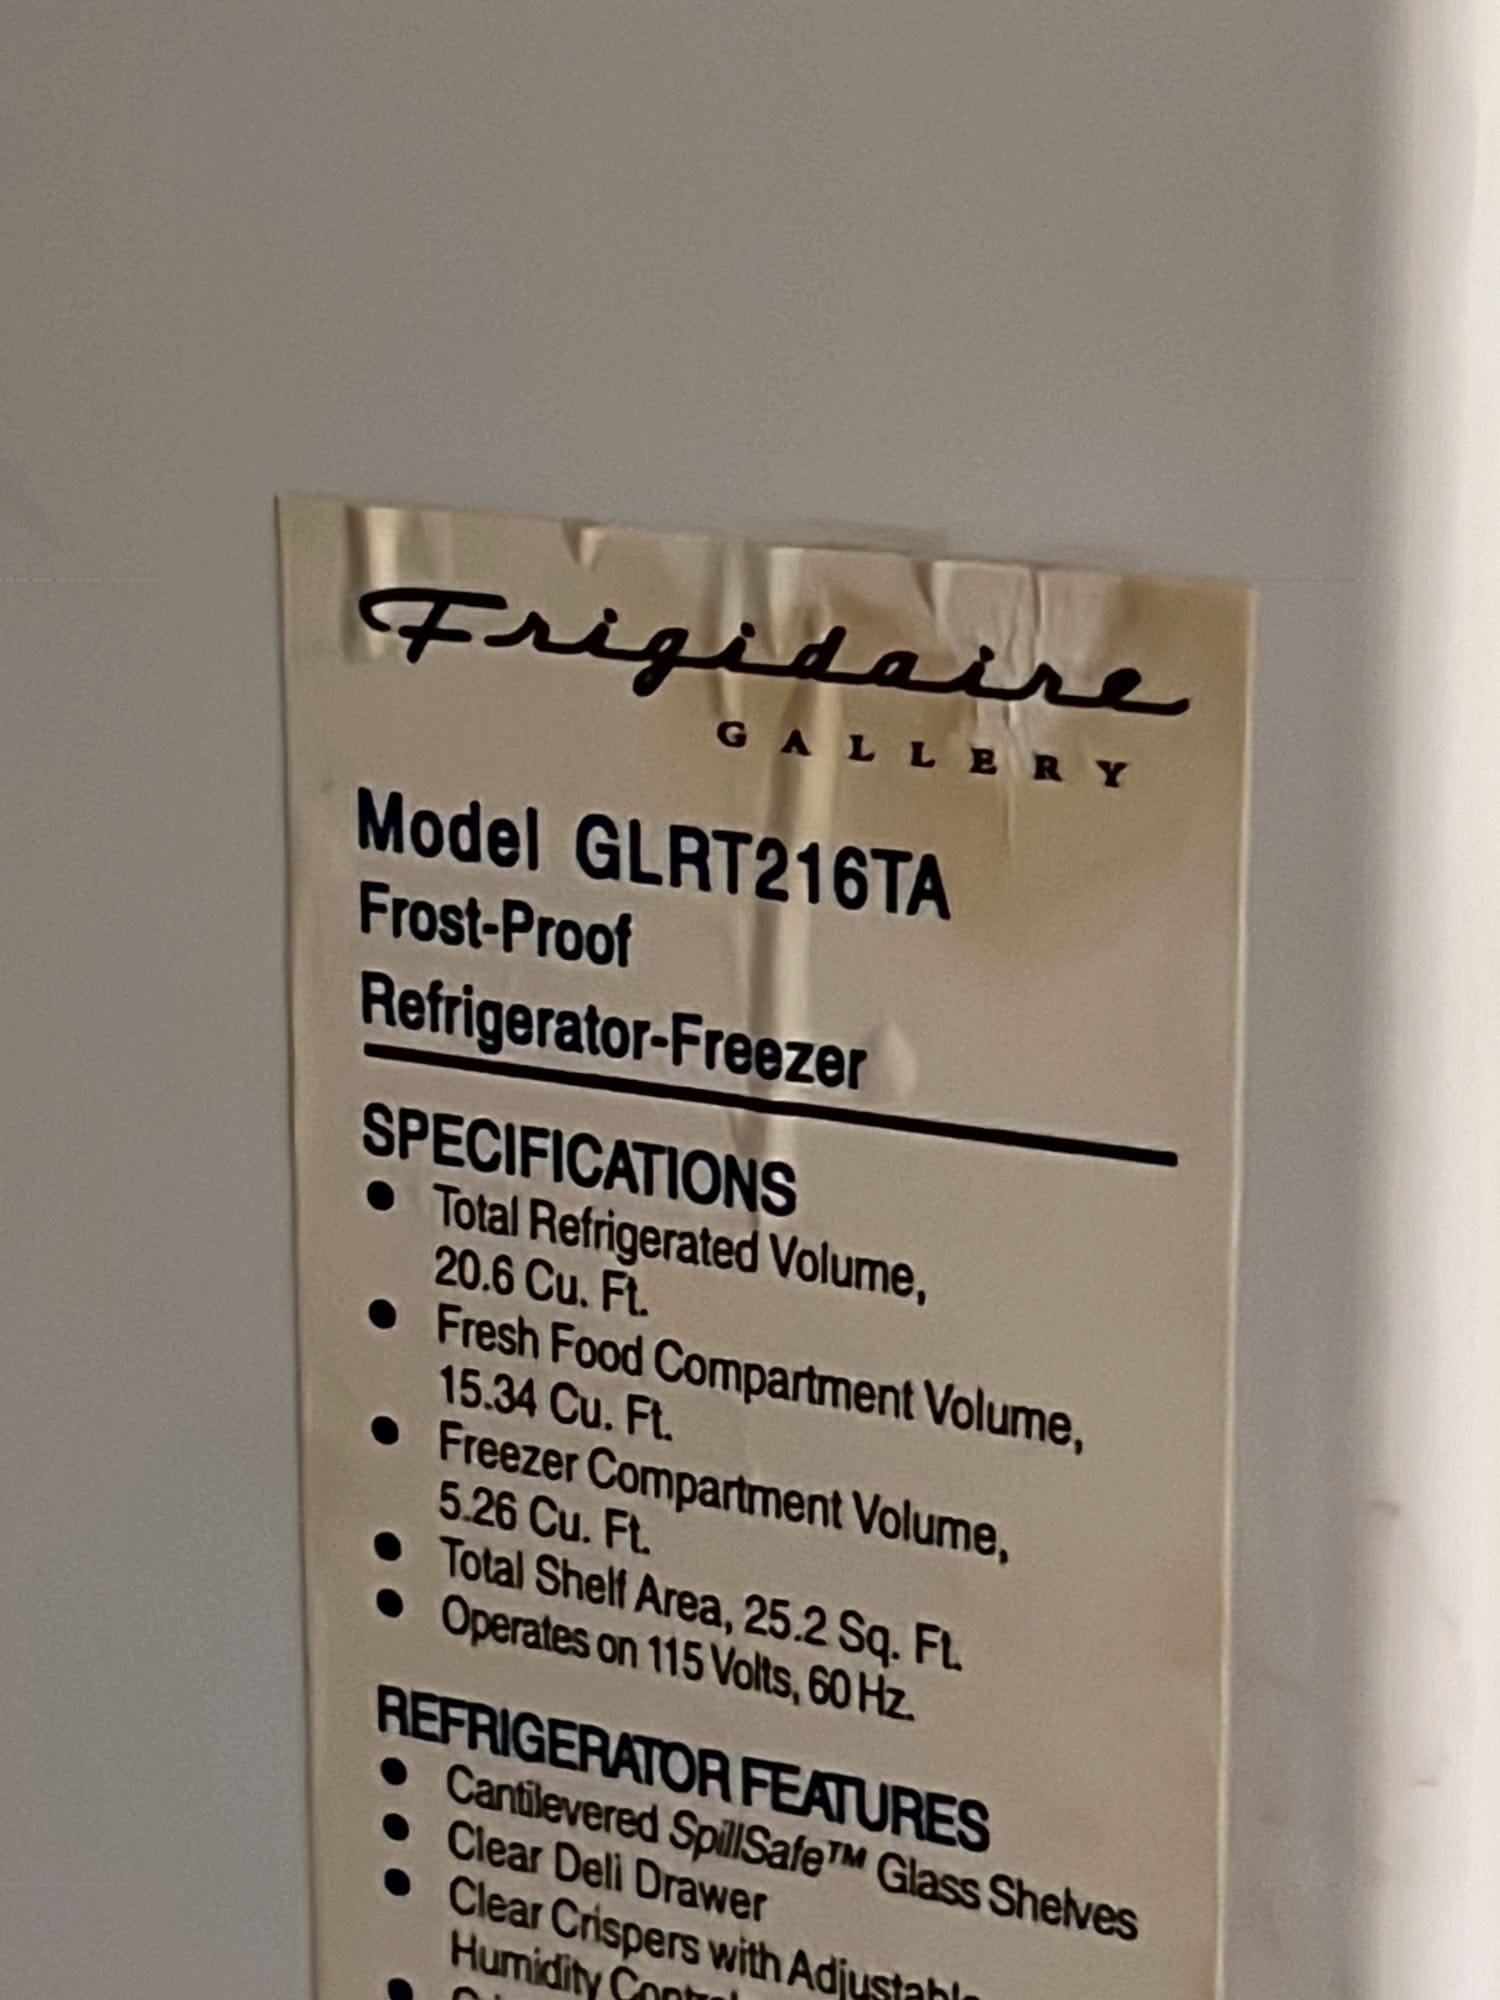 Frigidaire
GALLERY
Model GLRT216TA
Frost-Proof
Refrigerator-Freezer
SPECIFICATIONS
● Total Refrigerated Volume,
20.6 Cu. Ft.
● Fresh Food Compartment Volume,
15.34 Cu. Ft.
● Freezer Compartment Volume,
5.26 Cu. Ft.
● Total Shelf Area, 25.2 Sq. Ft.
● Operates on 115 Volts, 60 Hz.
REFRIGERATOR FEATURES
● Cantilevered SpillSafe™ Glass Shelves
● Clear Deli Drawer
● Clear Crispers with Adjustable
Humidity